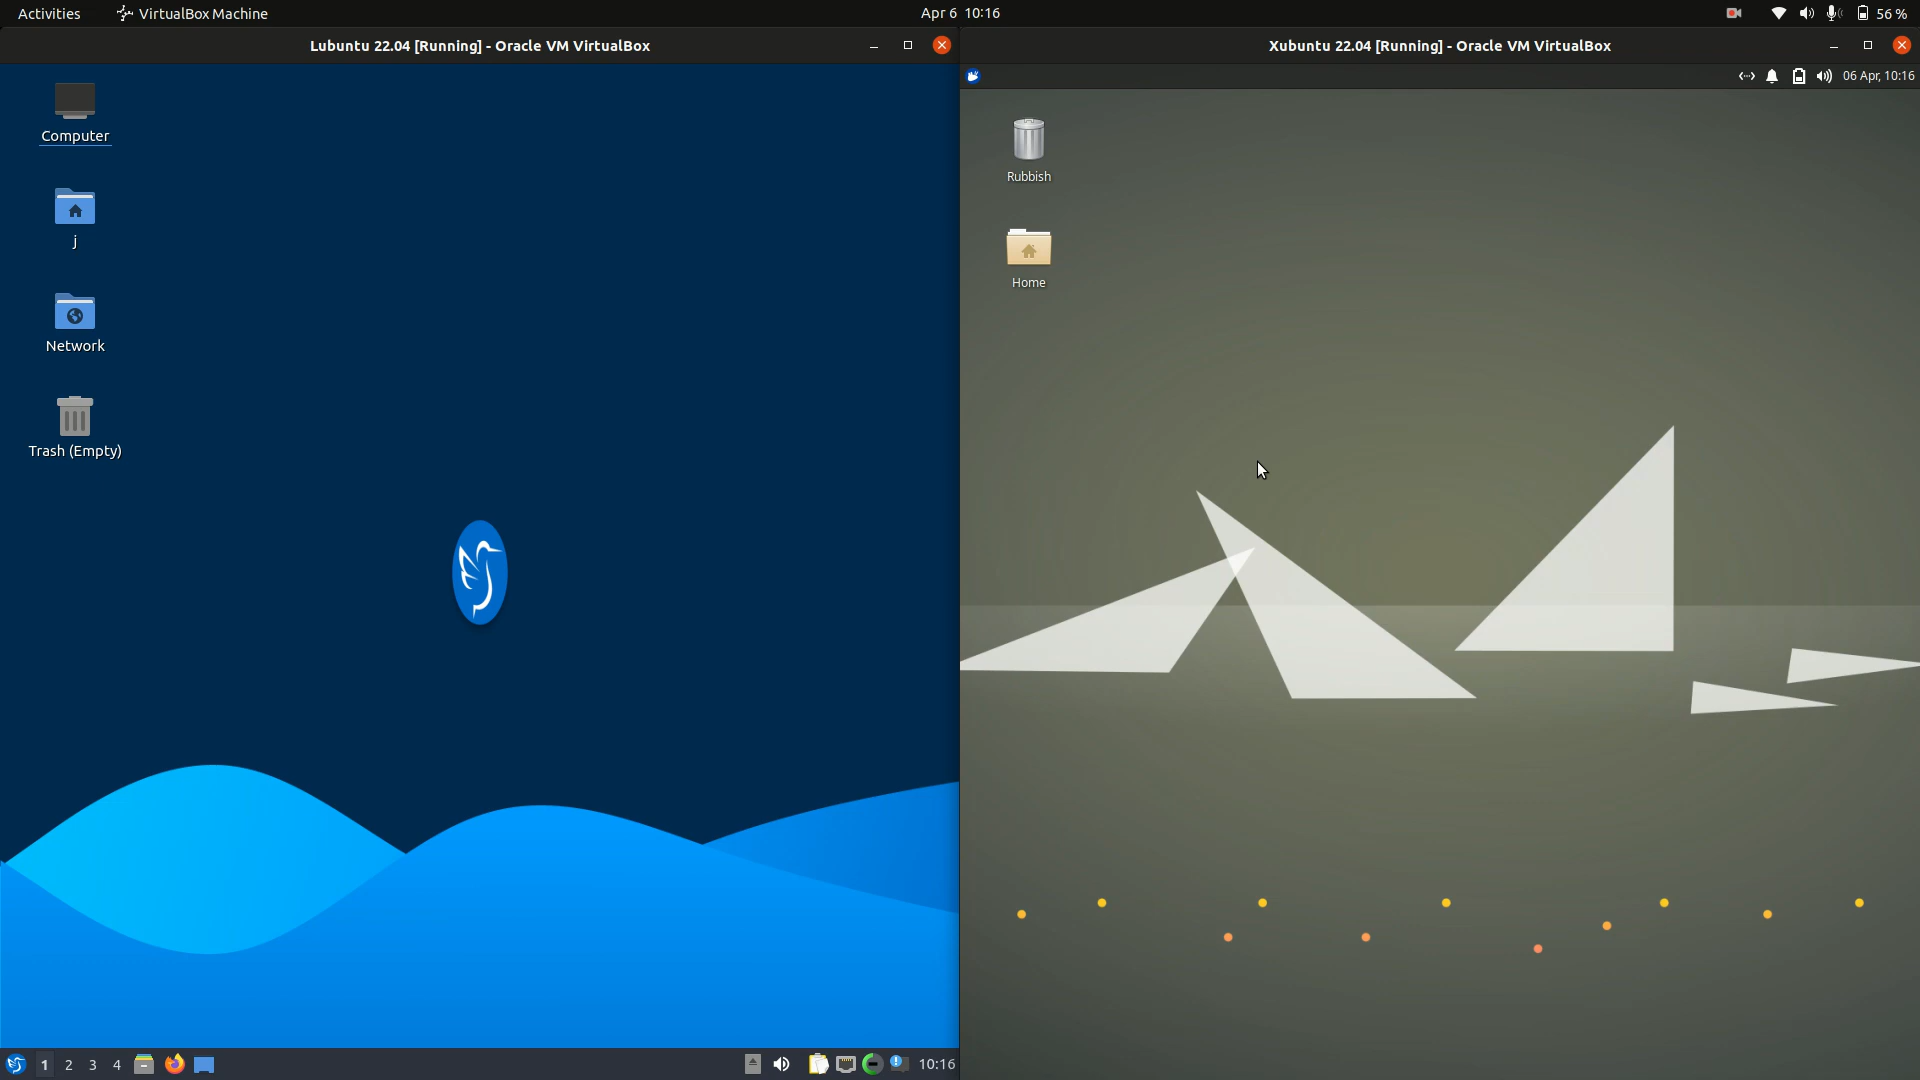 Activities
VirtualBox Machine
Apr 6 10:16
56 %
Lubuntu 22.04 [Running] - Oracle VM VirtualBox
Computer
j
Network
Trash (Empty)
1 2 3 4
10:16
Xubuntu 22.04 [Running] - Oracle VM VirtualBox
06 Apr, 10:16
Rubbish
Home